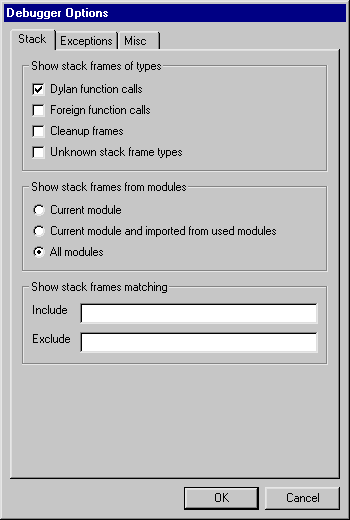 Debugger Options
Stack Exceptions Misc
Show stack frames of types
Dylan function calls
Foreign function calls
Cleanup frames
Unknown stack frame types
Show stack frames from modules
Current module
Current module and imported from used modules
All modules
Show stack frames matching
Include
Exclude
OK Cancel